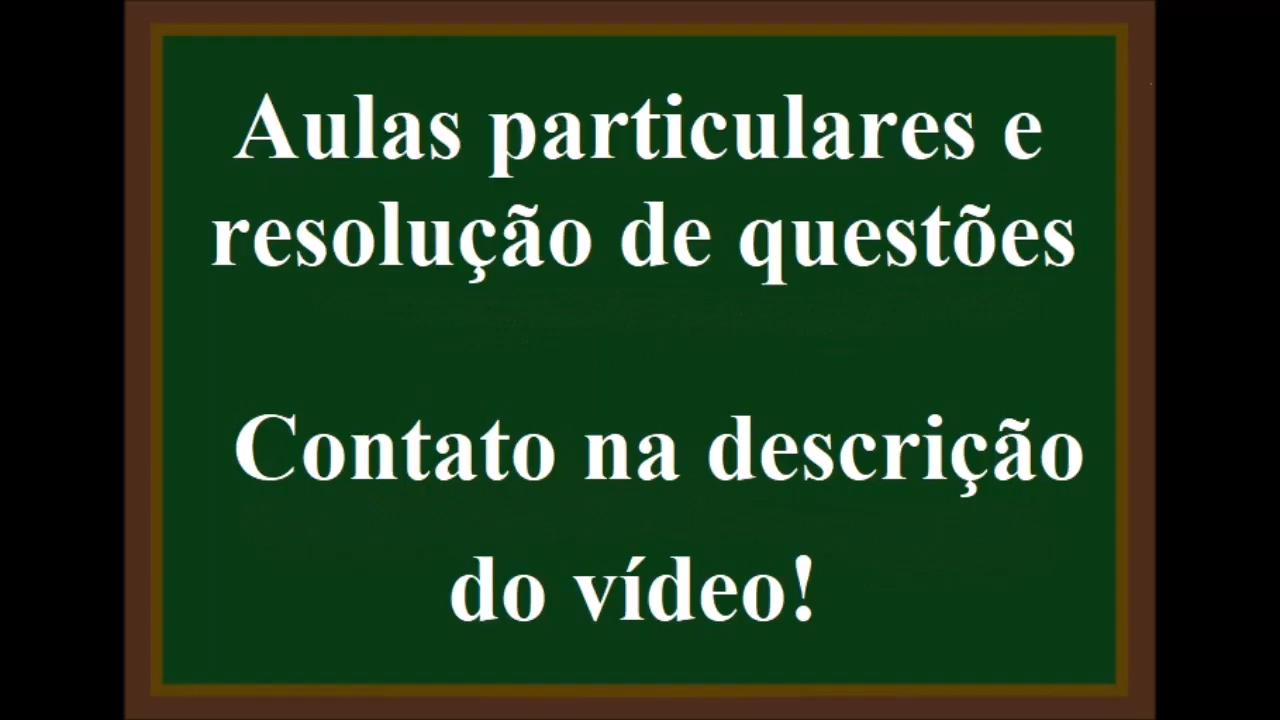 Aulas particulares e
resolução de questões
Contato na descrição
do vídeo!